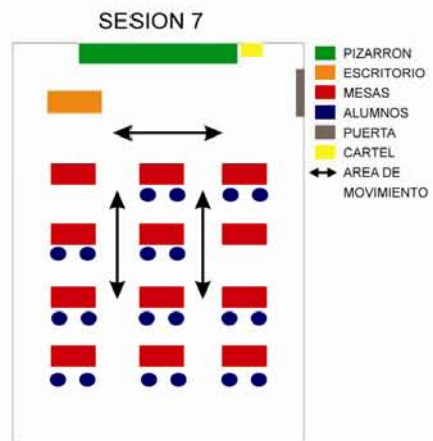 SESION 7
PIZARRON
ESCRITORIO
MESAS
ALUMNOS
PUERTA
CARTEL
AREA DE
MOVIMIENTO